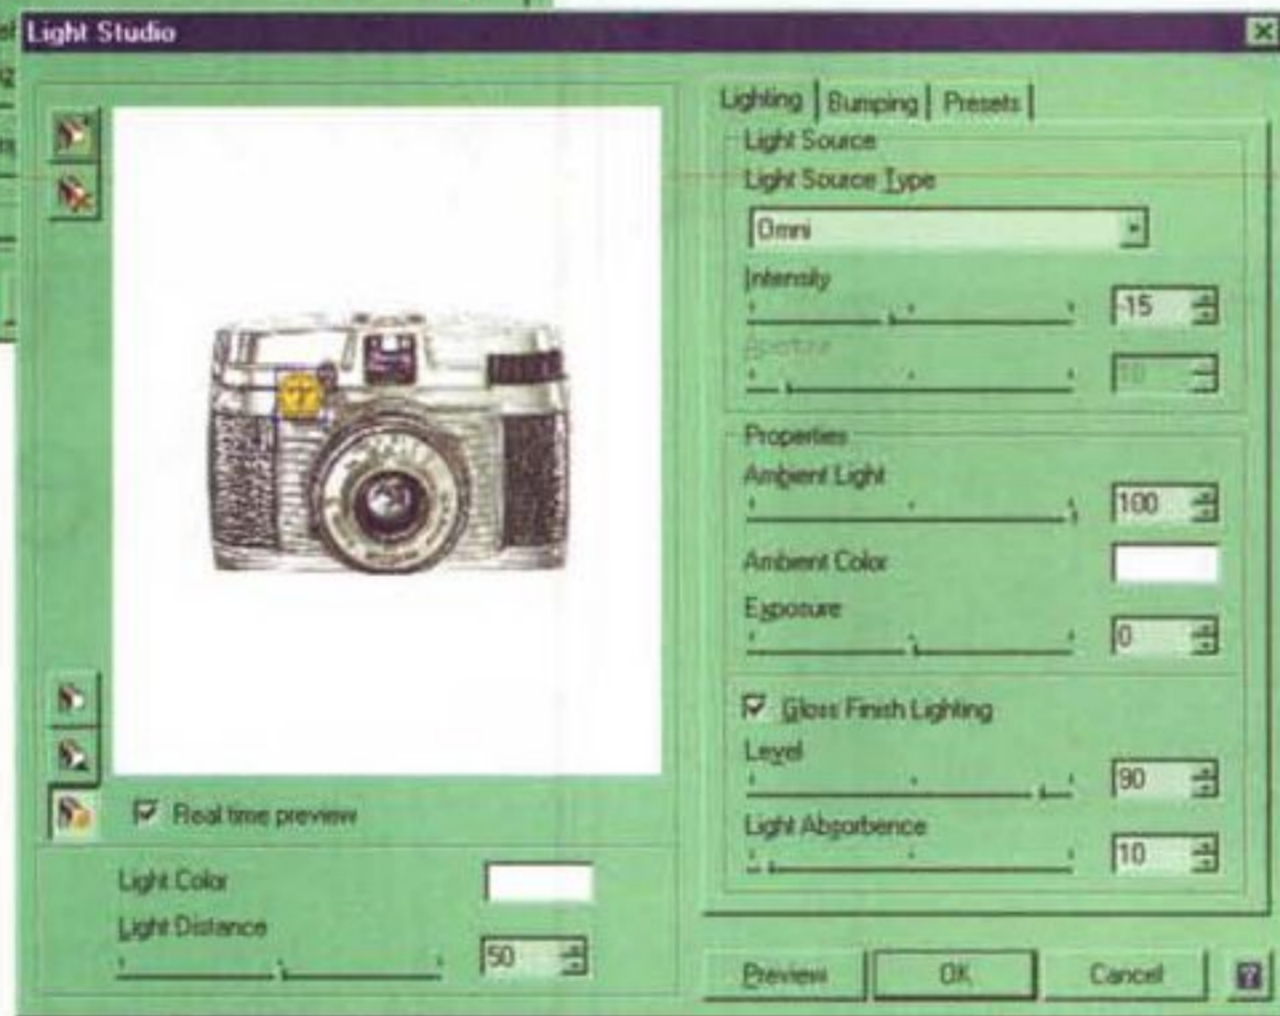 Light Studio
Lighting Bumping Presets
Light Source
Light Source Type
Omni
Intensity
-15
Aperture
10
Properties
Ambient Light
100
Ambient Color
Exposure
0
Gloss Finish Lighting
Level
90
Light Absorbence
10
Real time preview
Light Color
Light Distance
50
Preview OK Cancel ?